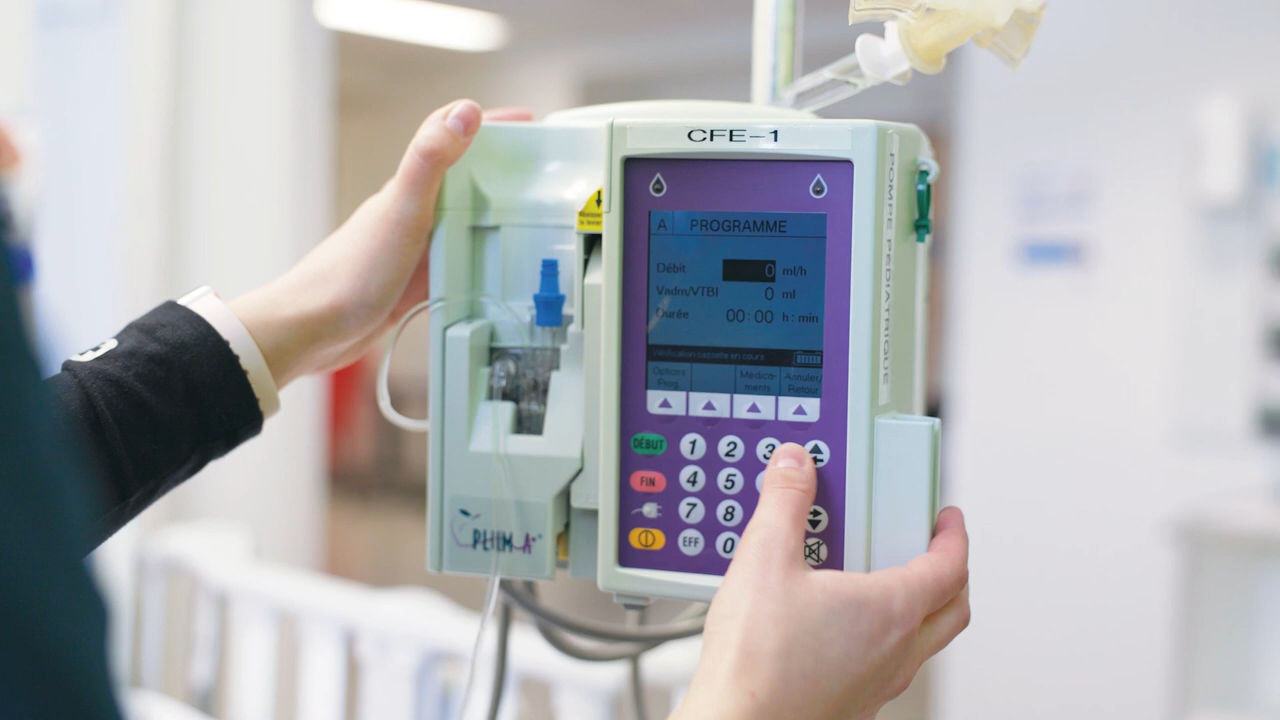 CFE-1
POMPE PÉDIATRIQUE
A PROGRAMME
Débit 0 ml/h
Vadm/VTBI 0 ml
Durée 00:00 h:min
Vérification cassette en cours
Options Médica- Annuler/
Prog. ments Retour
DÉBUT 1 2 3
FIN 4 5
7 8
EFF 0
PLUM A+